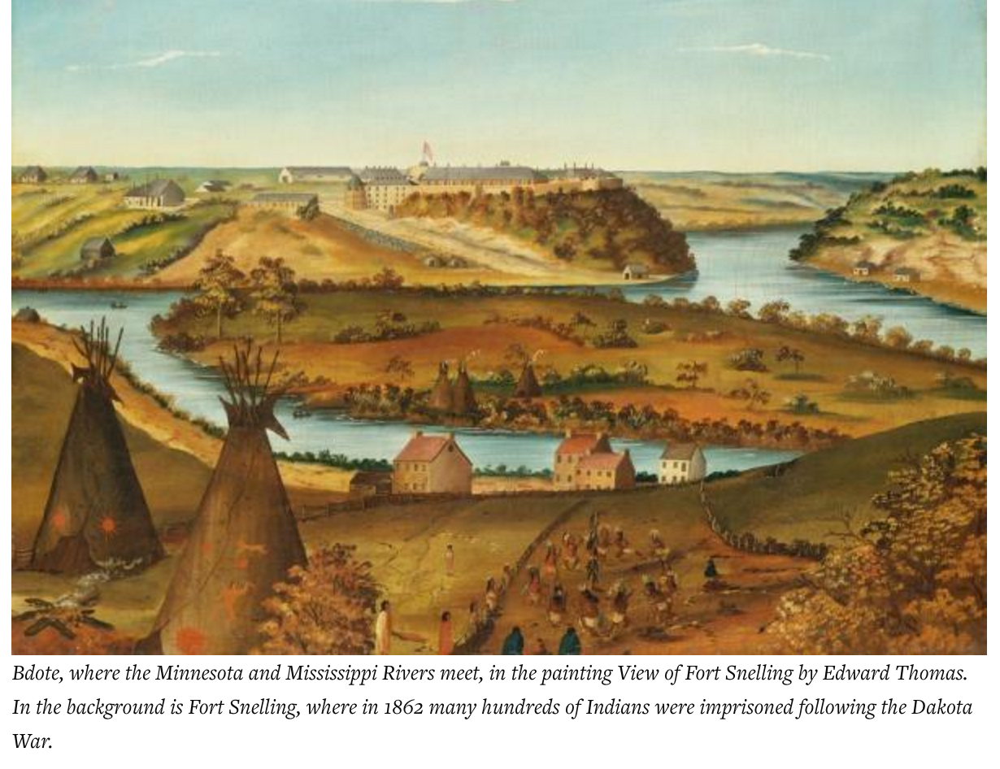 Bdote, where the Minnesota and Mississippi Rivers meet, in the painting View of Fort Snelling by Edward Thomas.
In the background is Fort Snelling, where in 1862 many hundreds of Indians were imprisoned following the Dakota
War.